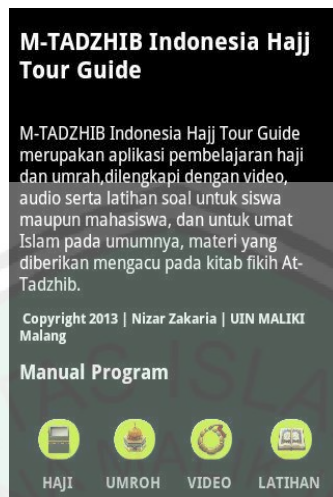 M-TADZHIB Indonesia Hajj
Tour Guide
M-TADZHIB Indonesia Hajj Tour Guide
merupakan aplikasi pembelajaran haji
dan umrah,dilengkapi dengan video,
audio serta latihan soal untuk siswa
maupun mahasiswa, dan untuk umat
Islam pada umumnya, materi yang
diberikan mengacu pada kitab fikih At-
Tadzhib.
Copyright 2013 | Nizar Zakaria | UIN MALIKI
Malang
Manual Program
HAJI UMROH VIDEO LATIHAN